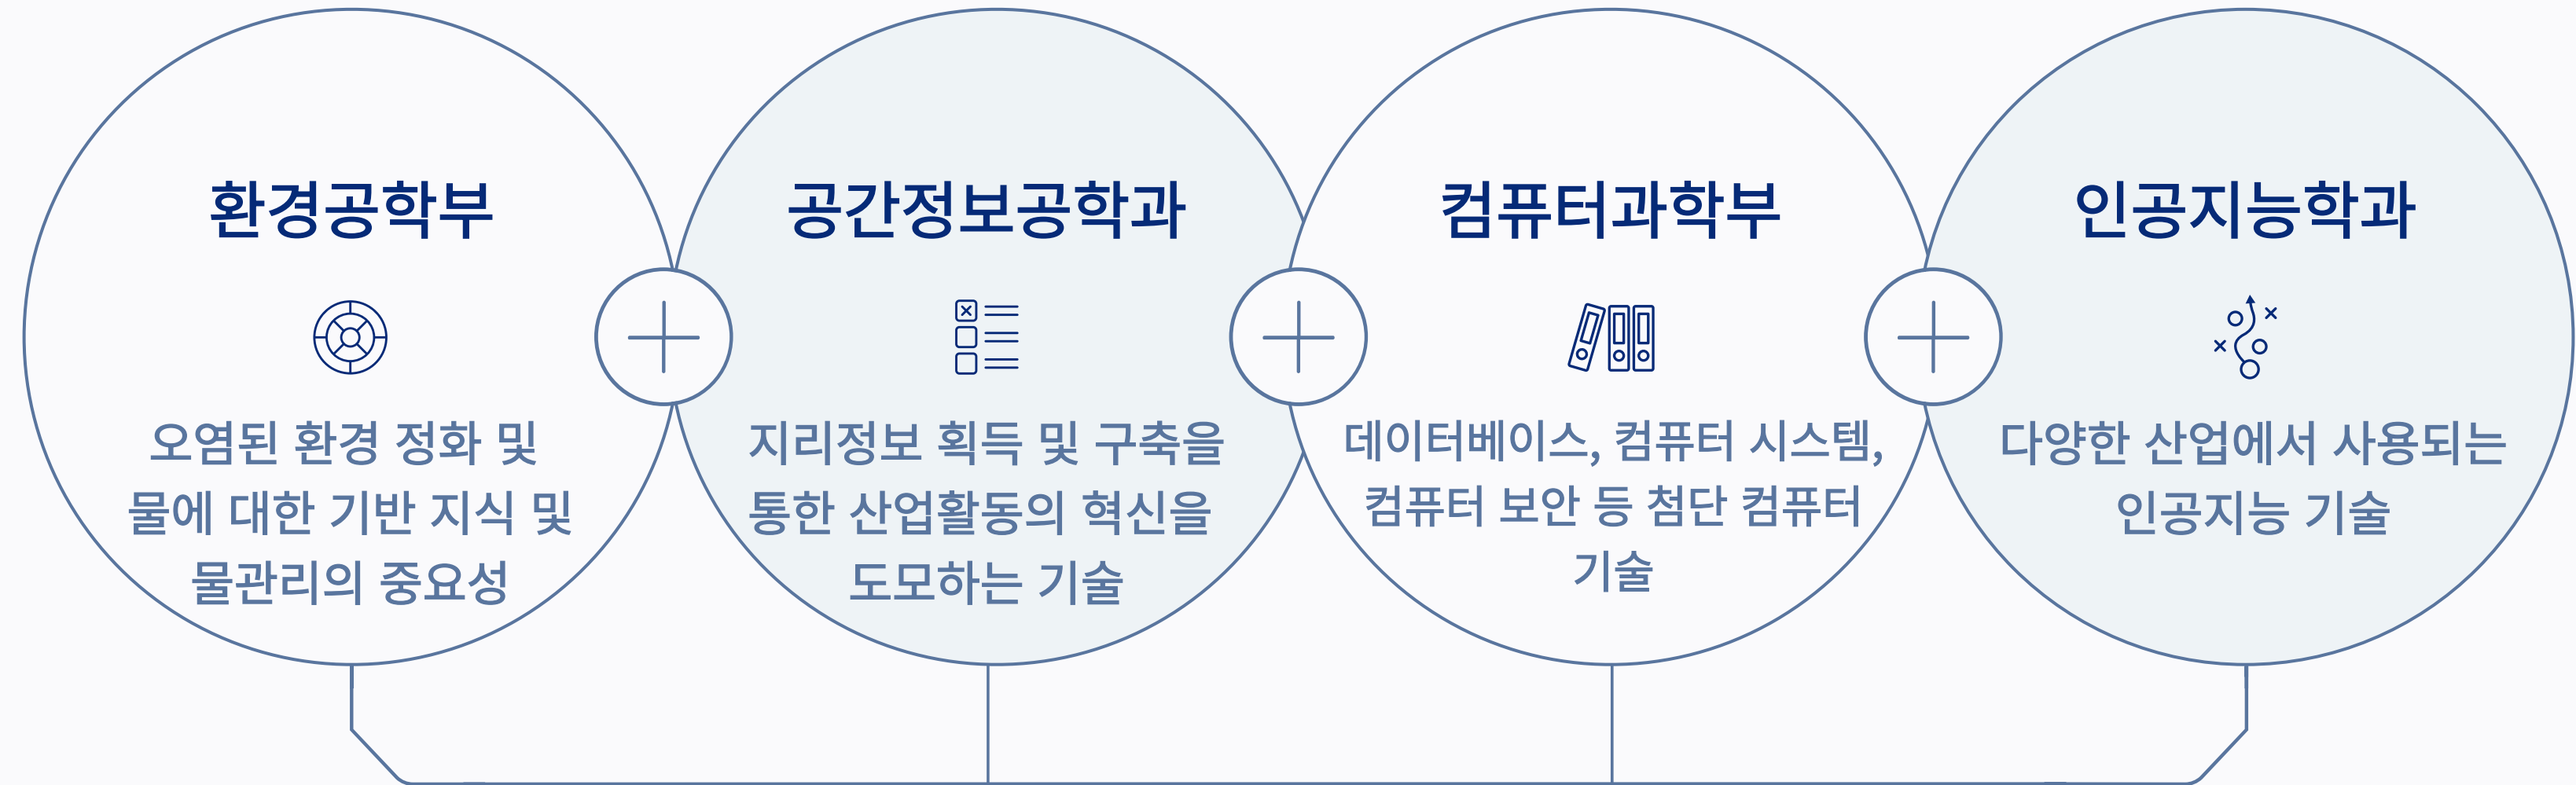 환경공학부
오염된 환경 정화 및
물에 대한 기반 지식 및
물관리의 중요성
공간정보공학과
지리정보 획득 및 구축을
통한 산업활동의 혁신을
도모하는 기술
컴퓨터과학부
데이터베이스, 컴퓨터 시스템,
컴퓨터 보안 등 첨단 컴퓨터
기술
인공지능학과
다양한 산업에서 사용되는
인공지능 기술